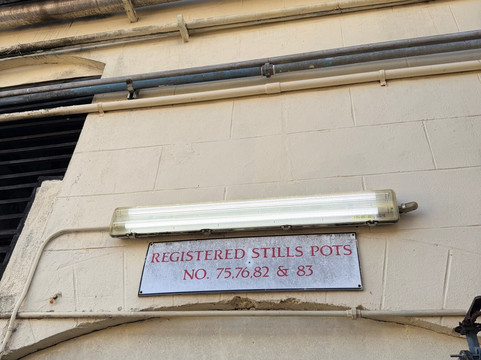 REGISTERED STILLS POTS
NO. 75,76,82 & 83